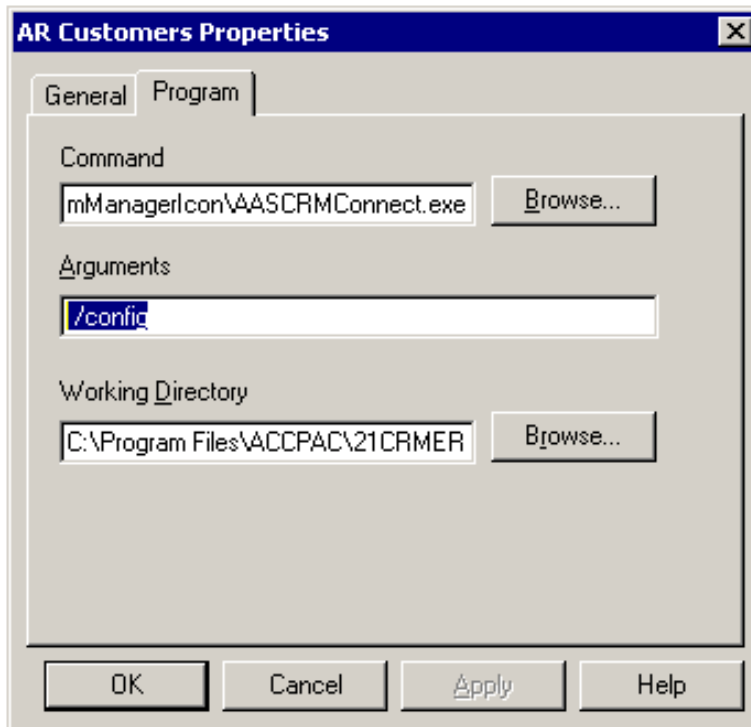 AR Customers Properties
General Program
Command
mManagerIcon\AASCRMConnect.exe Browse...
Arguments
/config
Working Directory
C:\Program Files\ACCPAC\21CRMER Browse...
OK Cancel Apply Help